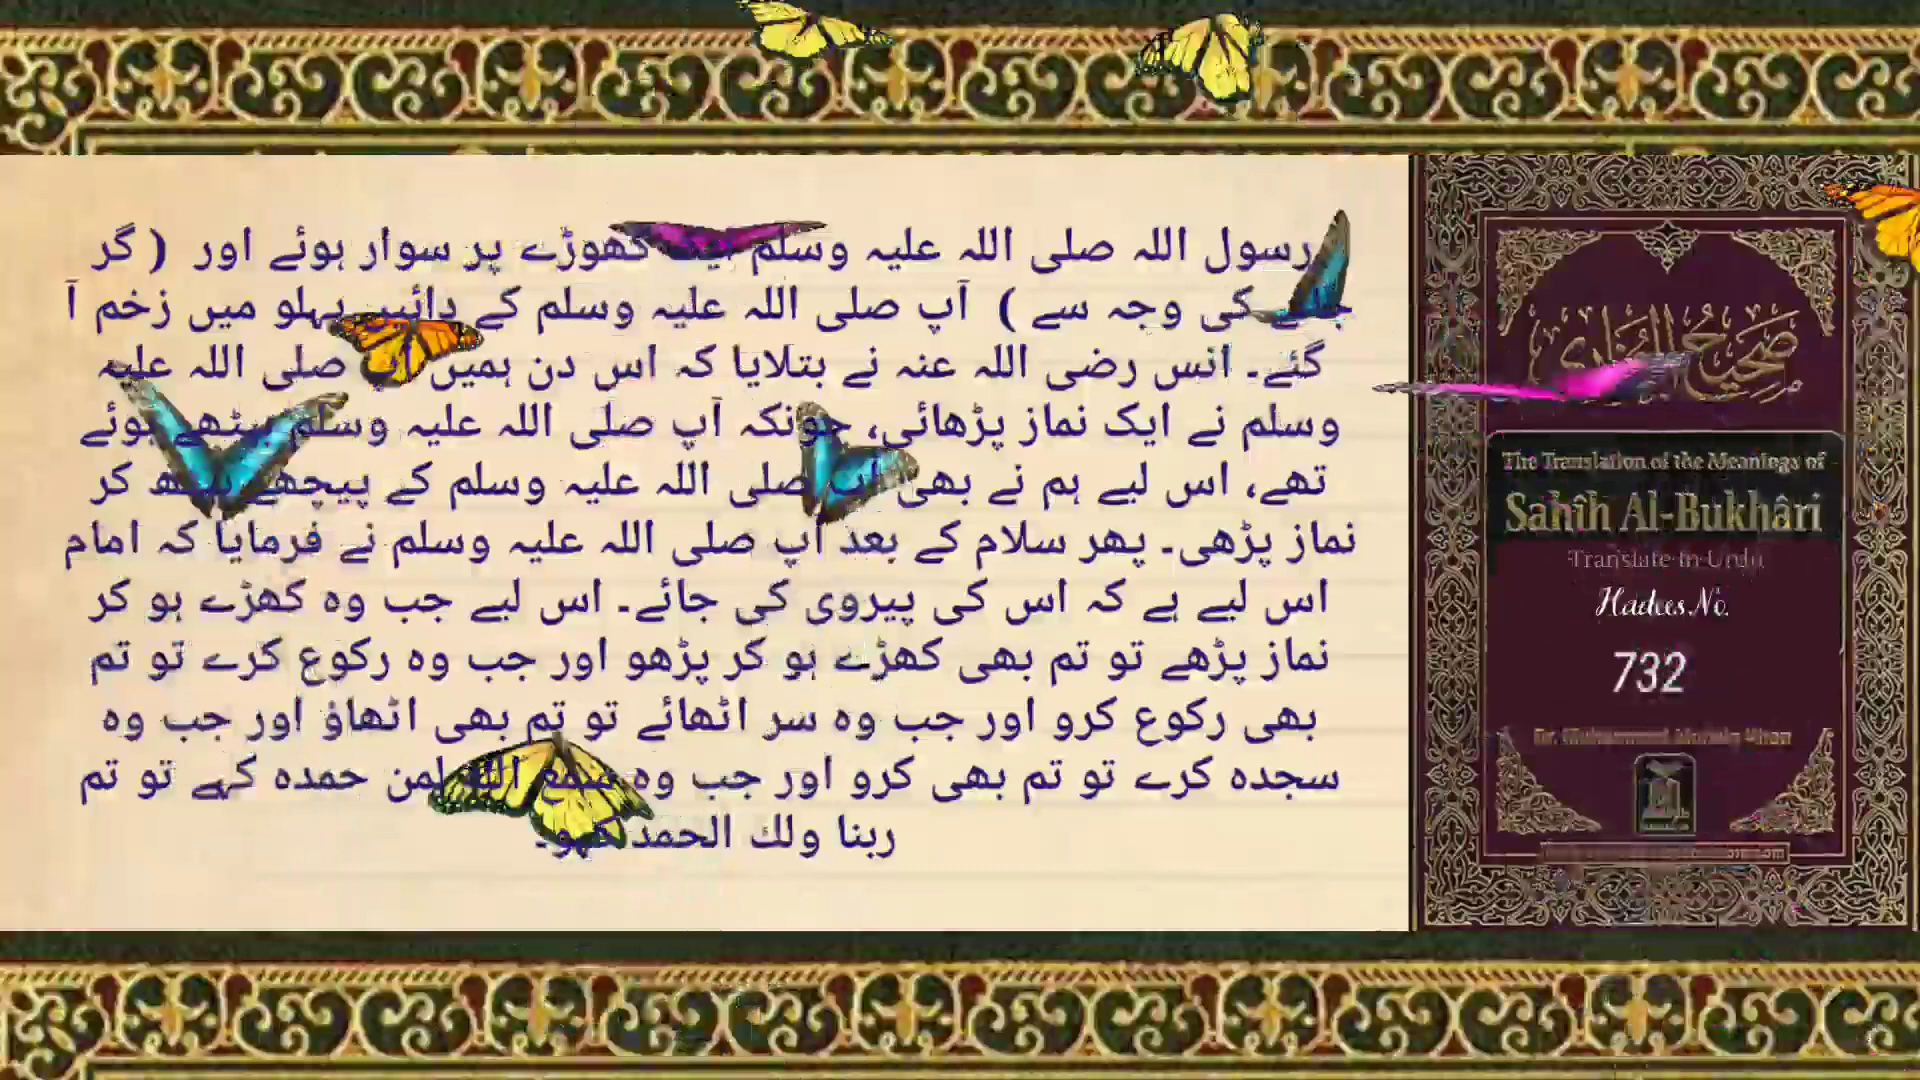 رسول اللہ صلی اللہ علیہ وسلم ایک گھوڑے پر سوار ہوئے اور ( گر
جانے کی وجہ سے ) آپ صلی اللہ علیہ وسلم کے دائیں پہلو میں زخم آ
گئے۔ انس رضی اللہ عنہ نے بتلایا کہ اس دن ہمیں آپ صلی اللہ علیہ
وسلم نے ایک نماز پڑھائی، چونکہ آپ صلی اللہ علیہ وسلم بیٹھے ہوئے
تھے، اس لیے ہم نے بھی آپ صلی اللہ علیہ وسلم کے پیچھے بیٹھ کر
نماز پڑھی۔ پھر سلام کے بعد آپ صلی اللہ علیہ وسلم نے فرمایا کہ امام
اس لیے ہے کہ اس کی پیروی کی جائے۔ اس لیے جب وہ کھڑے ہو کر
نماز پڑھے تو تم بھی کھڑے ہو کر پڑھو اور جب وہ رکوع کرے تو تم
بھی رکوع کرو اور جب وہ سر اٹھائے تو تم بھی اٹھاؤ اور جب وہ
سجدہ کرے تو تم بھی کرو اور جب وہ سمع الله لمن حمدہ کہے تو تم
ربنا ولك الحمد کہو۔
صحيح البخاري
The Translation of the Meanings of
Sahîh Al-Bukhâri
Translate in Urdu
Hadees No.
732